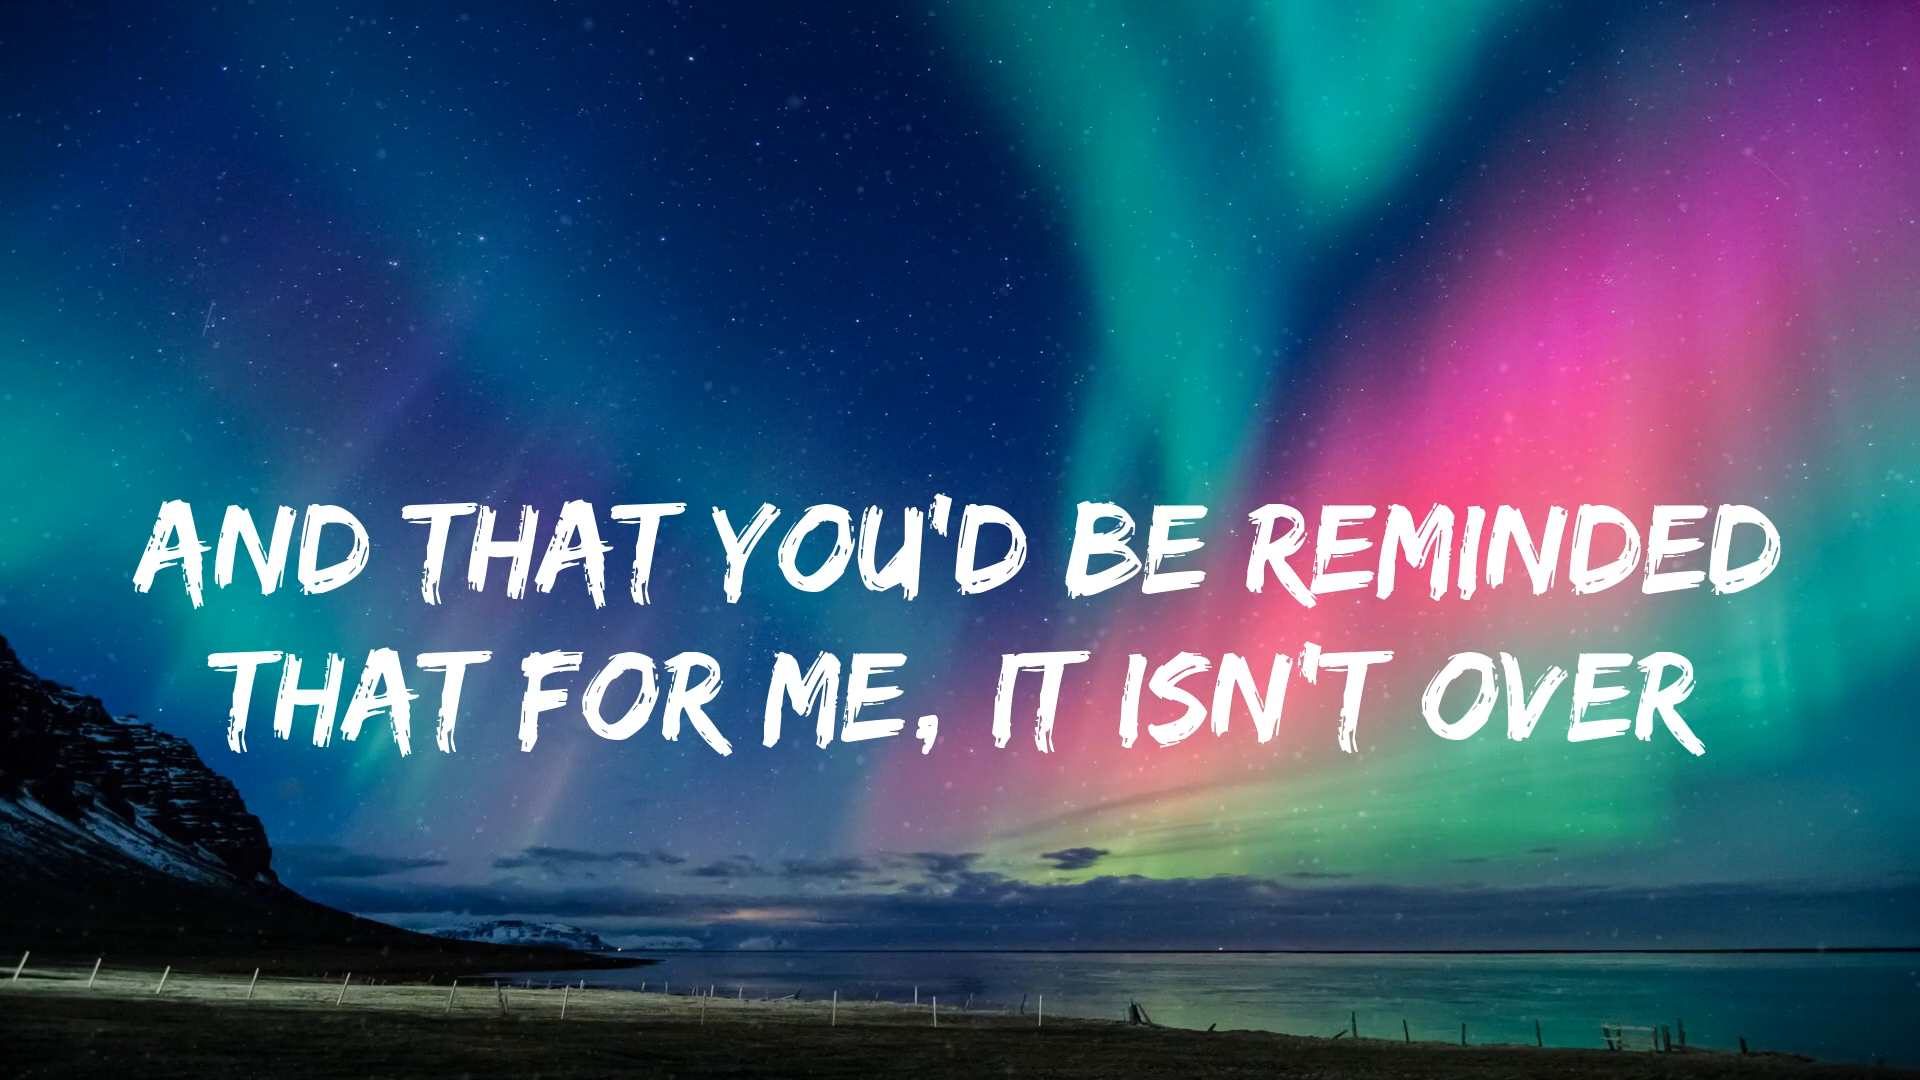 AND THAT YOU'D BE REMINDED
THAT FOR ME, IT ISN'T OVER